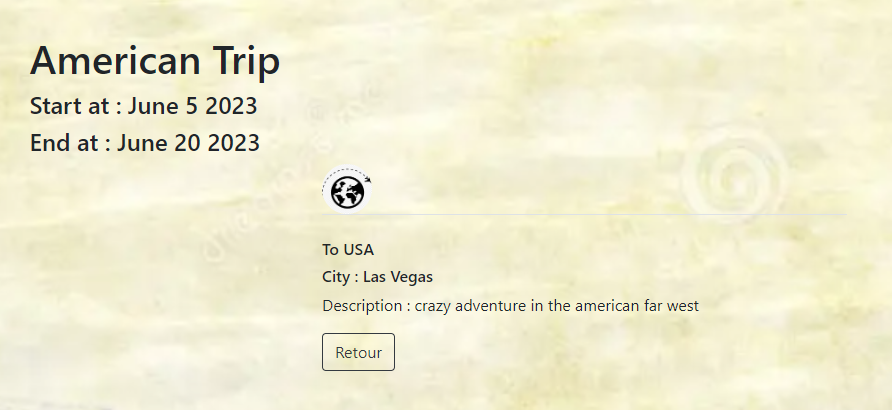 American Trip
Start at : June 5 2023
End at : June 20 2023
To USA
City : Las Vegas
Description : crazy adventure in the american far west
Retour